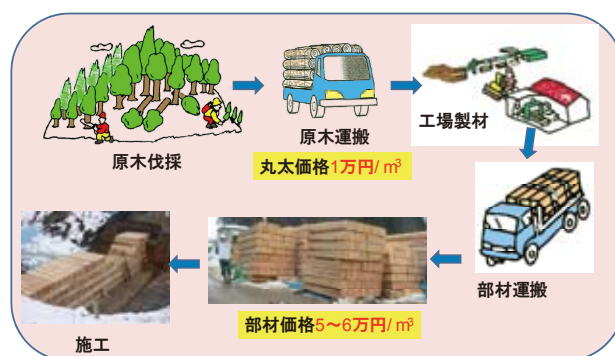 原木伐採
原木運搬
丸太価格1万円/m³
工場製材
部材運搬
部材価格5～6万円/m³
施工